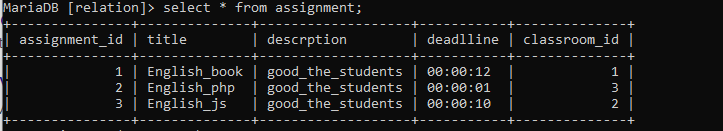 MariaDB [relation]> select * from assignment;
+---------------+--------------+-------------------+-----------+--------------+
| assignment_id | title        | descrption        | deadlline | classroom_id |
+---------------+--------------+-------------------+-----------+--------------+
|             1 | English_book | good_the_students | 00:00:12  |            1 |
|             2 | English_php  | good_the_students | 00:00:01  |            3 |
|             3 | English_js   | good_the_students | 00:00:10  |            2 |
+---------------+--------------+-------------------+-----------+--------------+